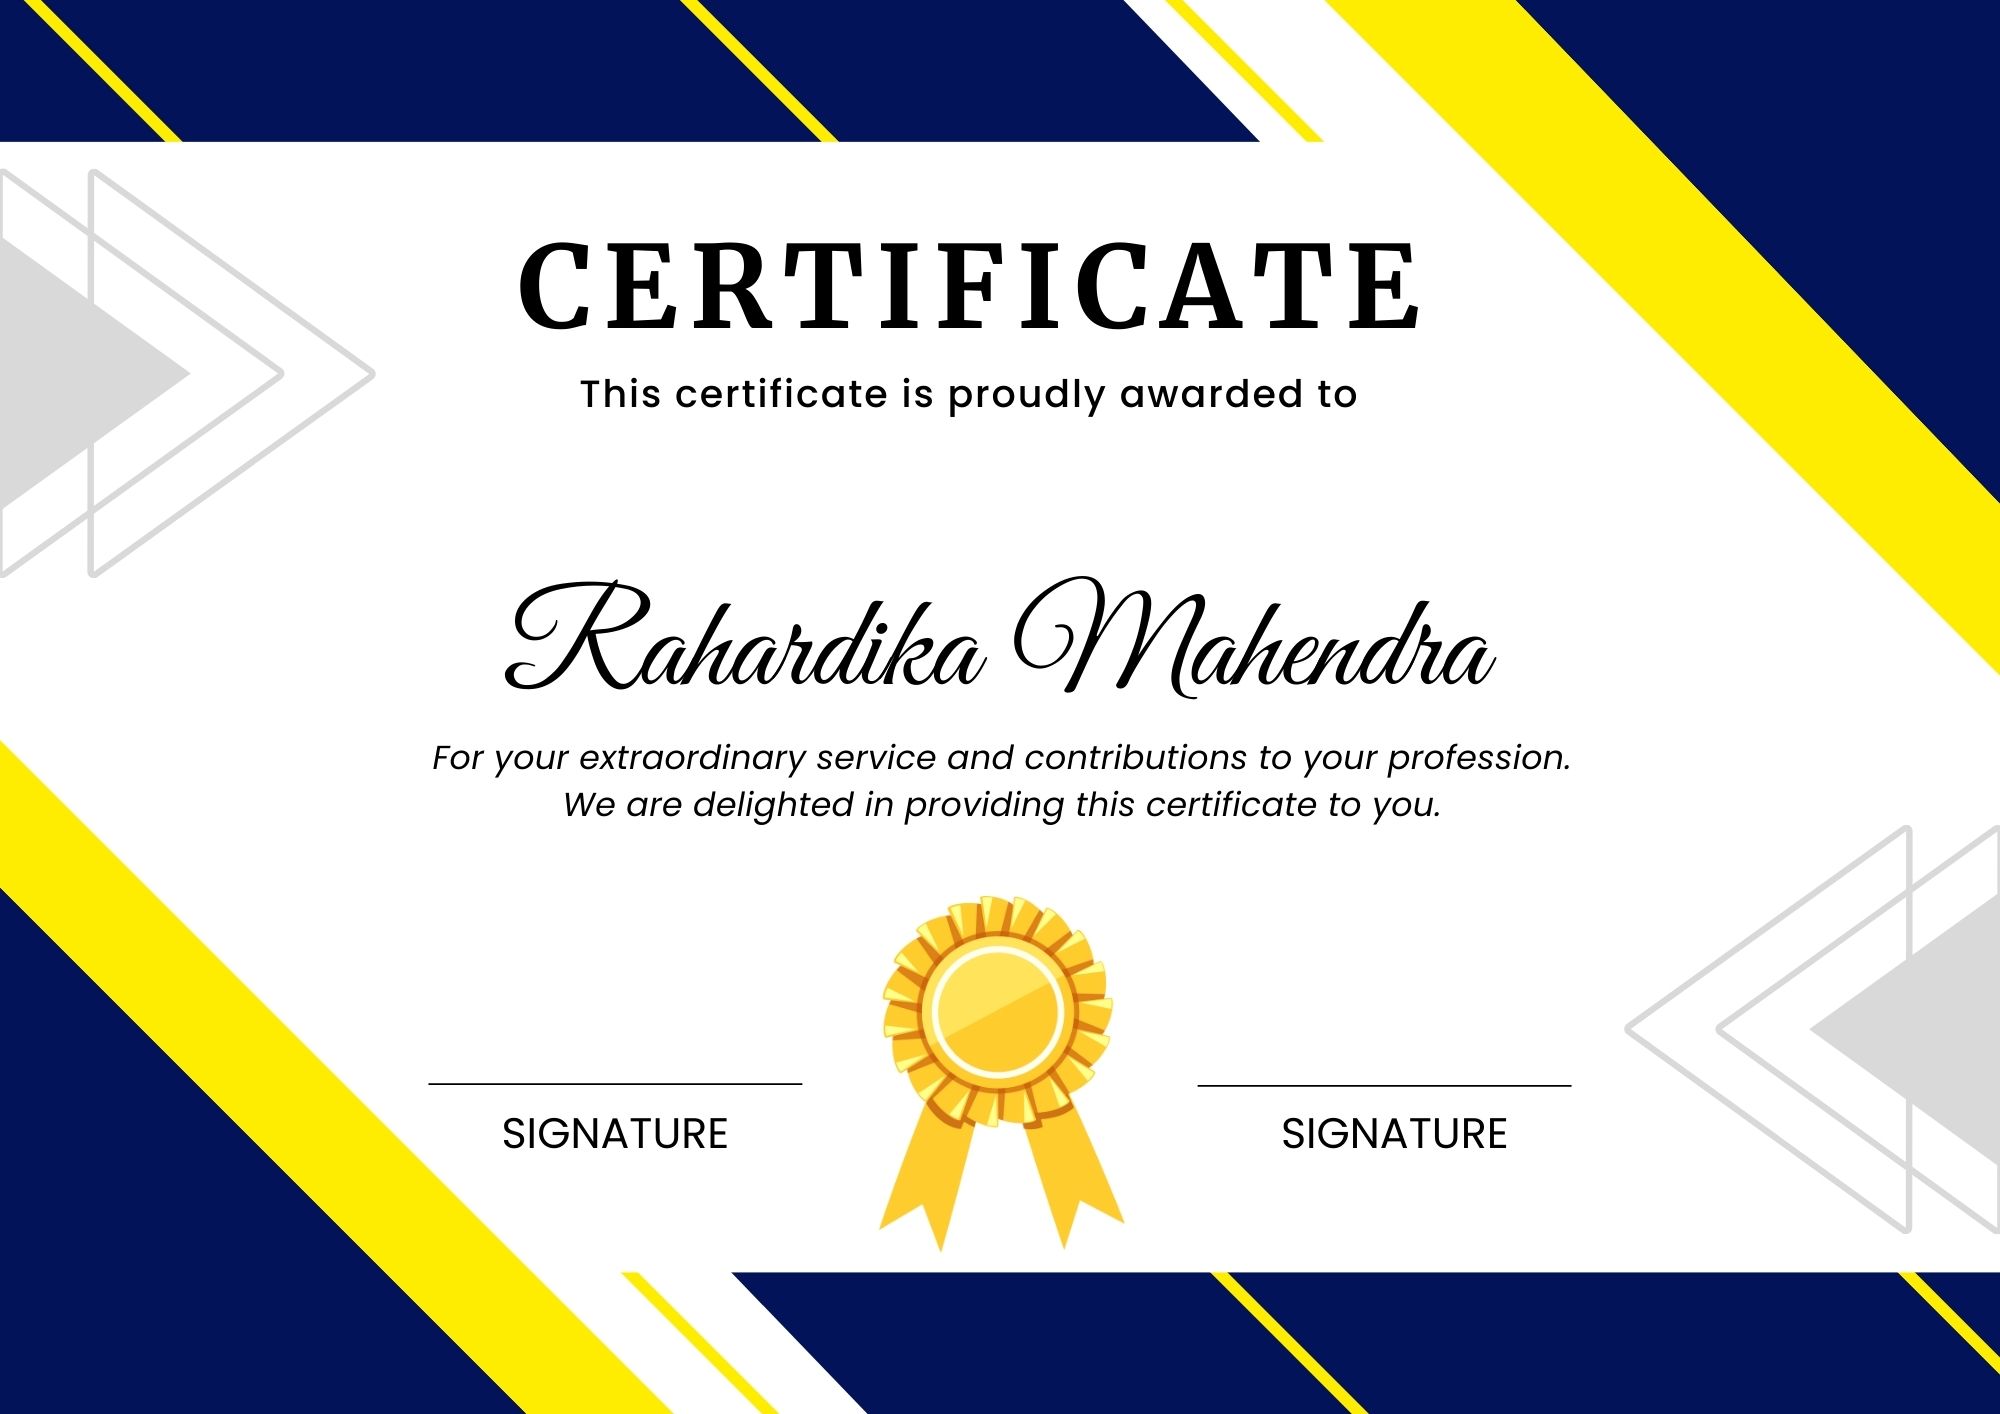 CERTIFICATE
This certificate is proudly awarded to
Rahardika Mahendra
For your extraordinary service and contributions to your profession.
We are delighted in providing this certificate to you.
SIGNATURE
SIGNATURE